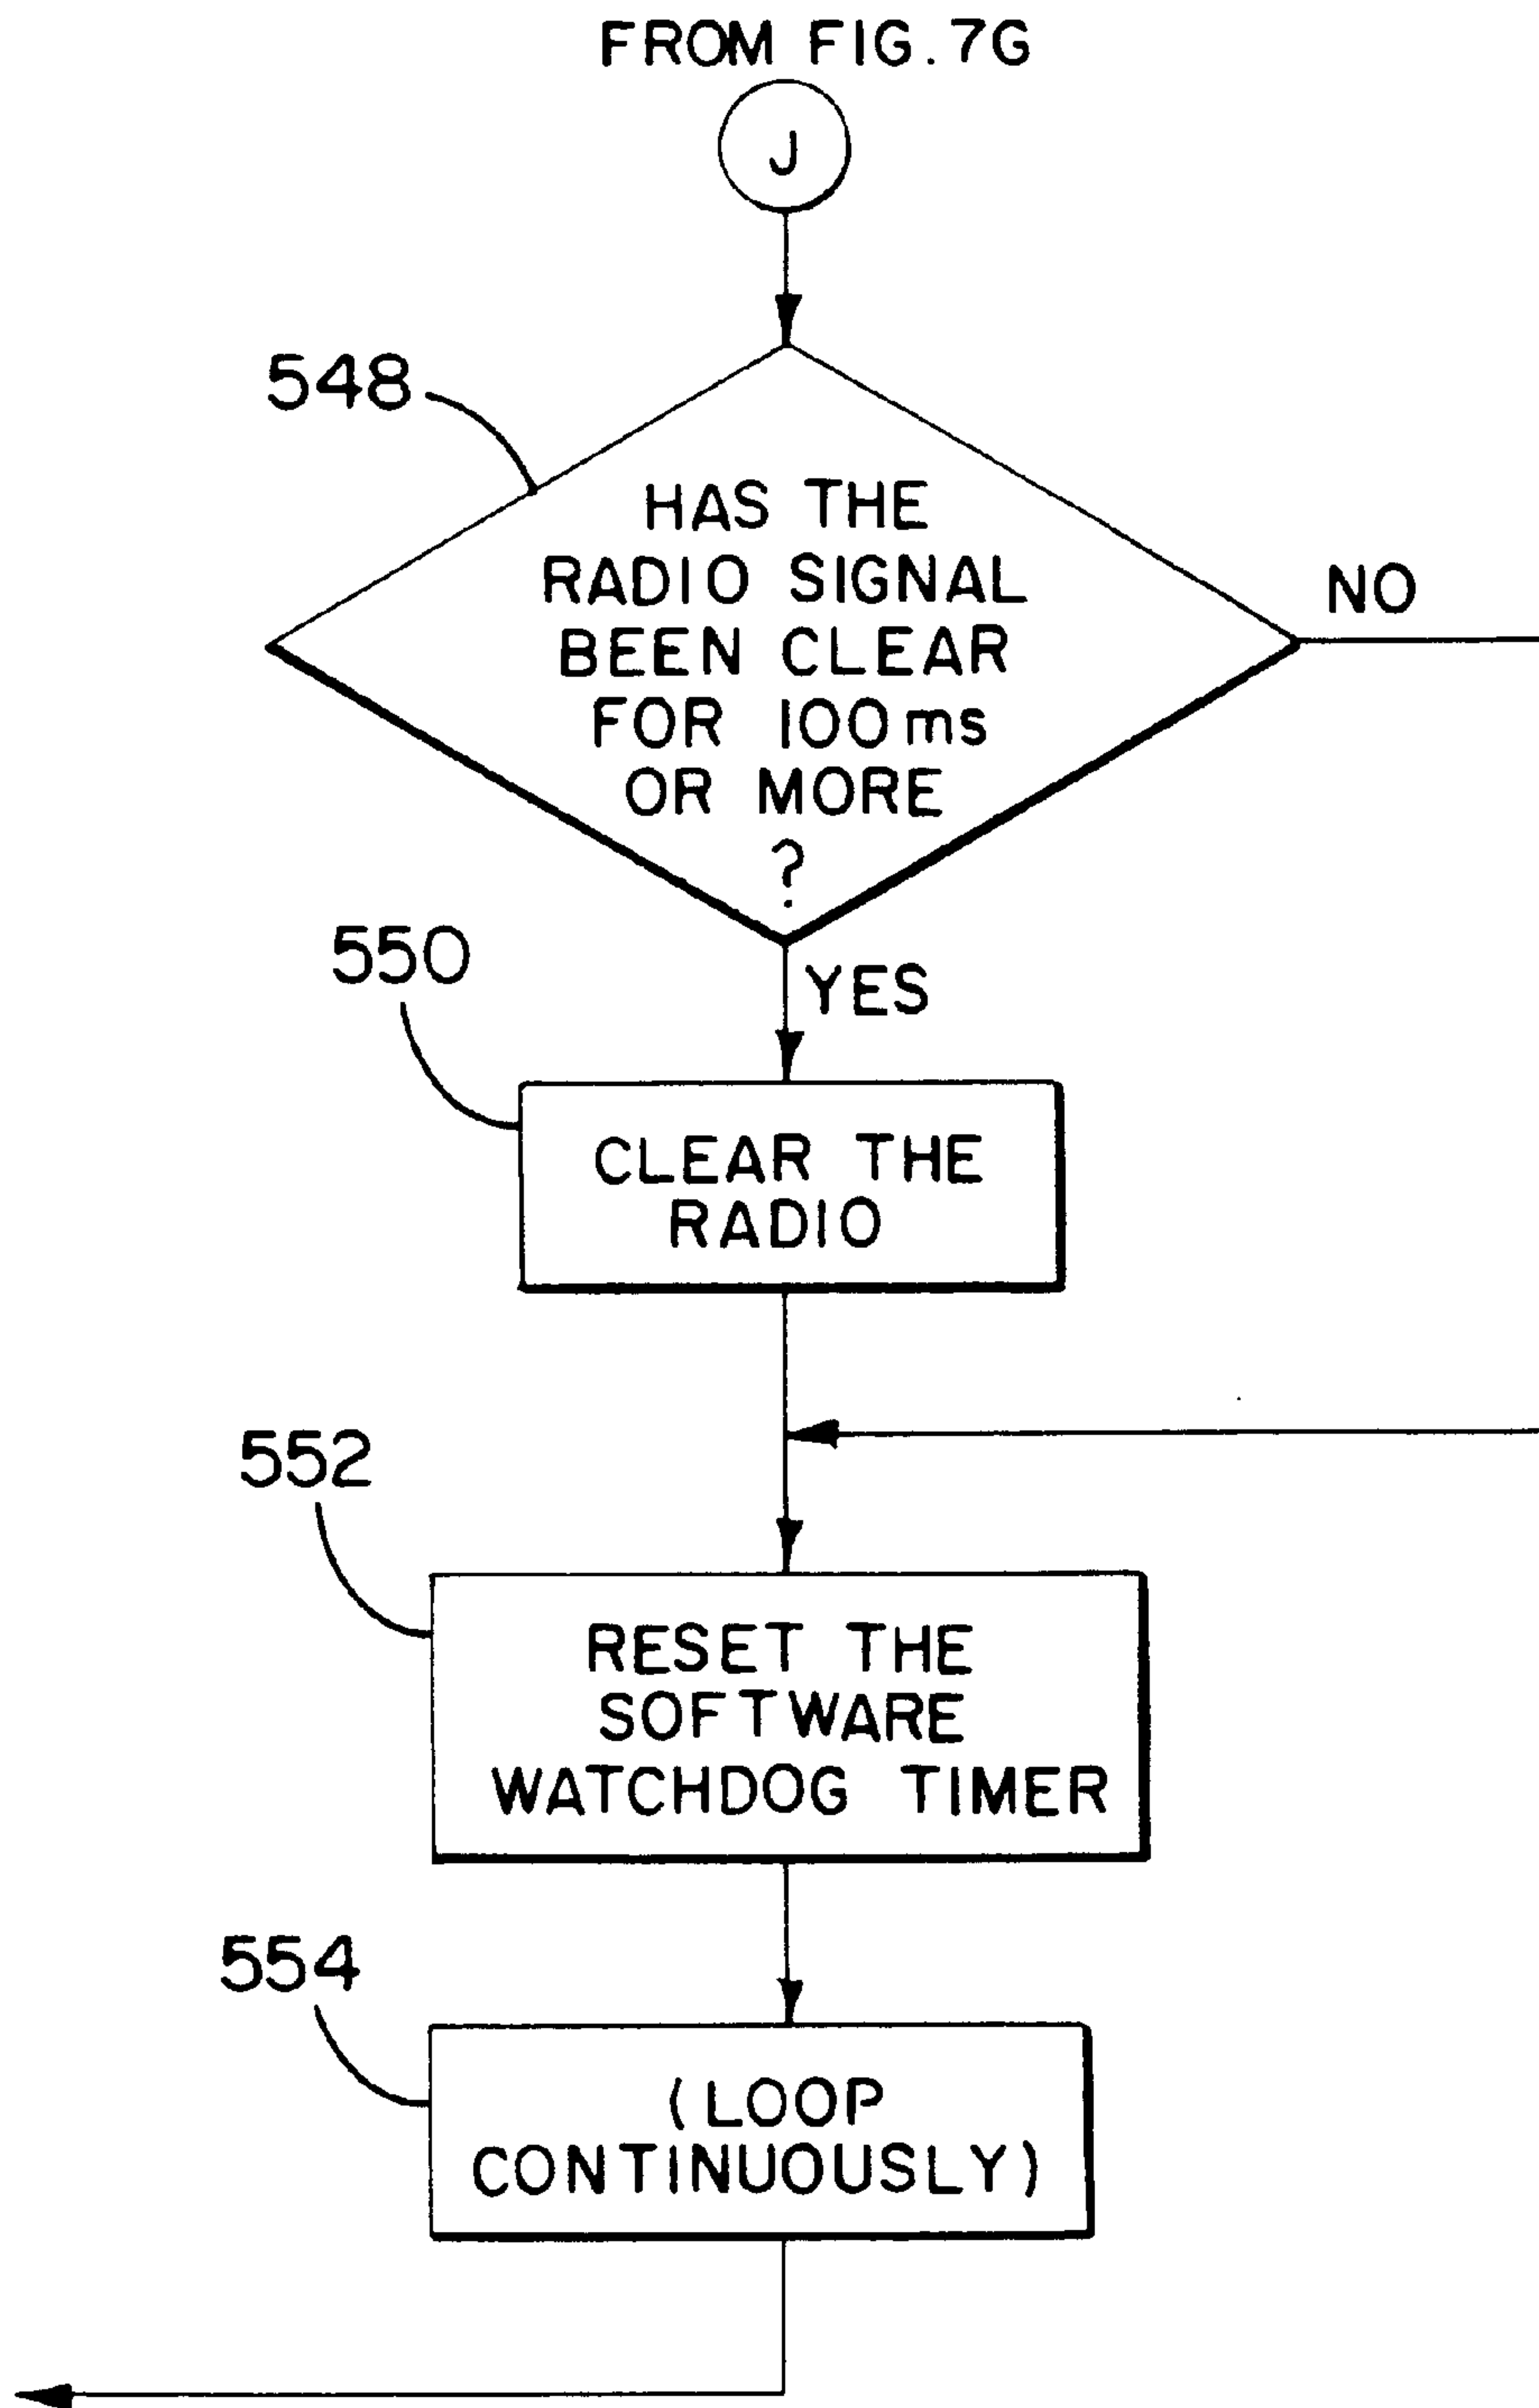 FROM FIG. 7G
J
548
HAS THE
RADIO SIGNAL
BEEN CLEAR
FOR 100ms
OR MORE
?
NO
550
YES
CLEAR THE
RADIO
552
RESET THE
SOFTWARE
WATCHDOG TIMER
554
(LOOP
CONTINUOUSLY)